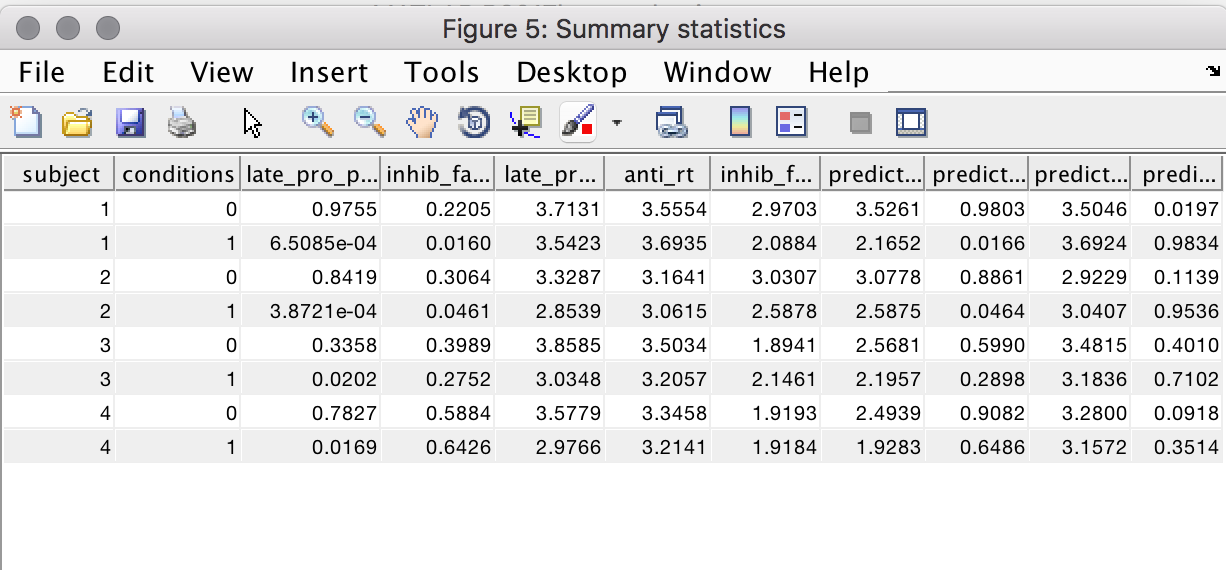 Figure 5: Summary statistics
File Edit View Insert Tools Desktop Window Help
subject conditions late_pro_p... inhib_fa... late_pr... anti_rt inhib_f... predict... predict... predict... predi...
1 0 0.9755 0.2205 3.7131 3.5554 2.9703 3.5261 0.9803 3.5046 0.0197
1 1 6.5085e-04 0.0160 3.5423 3.6935 2.0884 2.1652 0.0166 3.6924 0.9834
2 0 0.8419 0.3064 3.3287 3.1641 3.0307 3.0778 0.8861 2.9229 0.1139
2 1 3.8721e-04 0.0461 2.8539 3.0615 2.5878 2.5875 0.0464 3.0407 0.9536
3 0 0.3358 0.3989 3.8585 3.5034 1.8941 2.5681 0.5990 3.4815 0.4010
3 1 0.0202 0.2752 3.0348 3.2057 2.1461 2.1957 0.2898 3.1836 0.7102
4 0 0.7827 0.5884 3.5779 3.3458 1.9193 2.4939 0.9082 3.2800 0.0918
4 1 0.0169 0.6426 2.9766 3.2141 1.9184 1.9283 0.6486 3.1572 0.3514